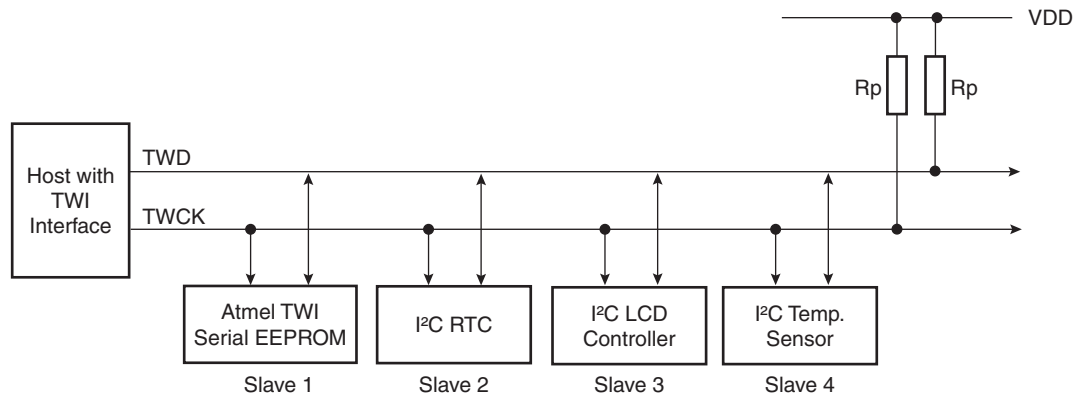 VDD
Rp
Rp
Host with
TWI
Interface
TWD
TWCK
Atmel TWI
Serial EEPROM
I²C RTC
I²C LCD
Controller
I²C Temp.
Sensor
Slave 1
Slave 2
Slave 3
Slave 4